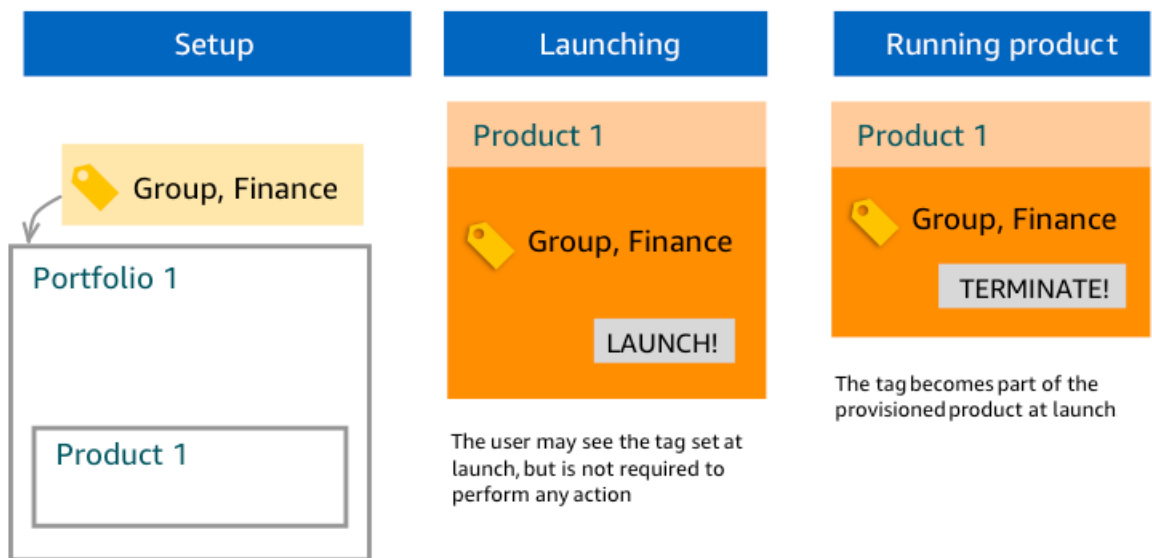 Setup
Group, Finance
Portfolio 1
Product 1
Launching
Product 1
Group, Finance
LAUNCH!
The user may see the tag set at
launch, but is not required to
perform any action
Running product
Product 1
Group, Finance
TERMINATE!
The tag becomes part of the
provisioned product at launch